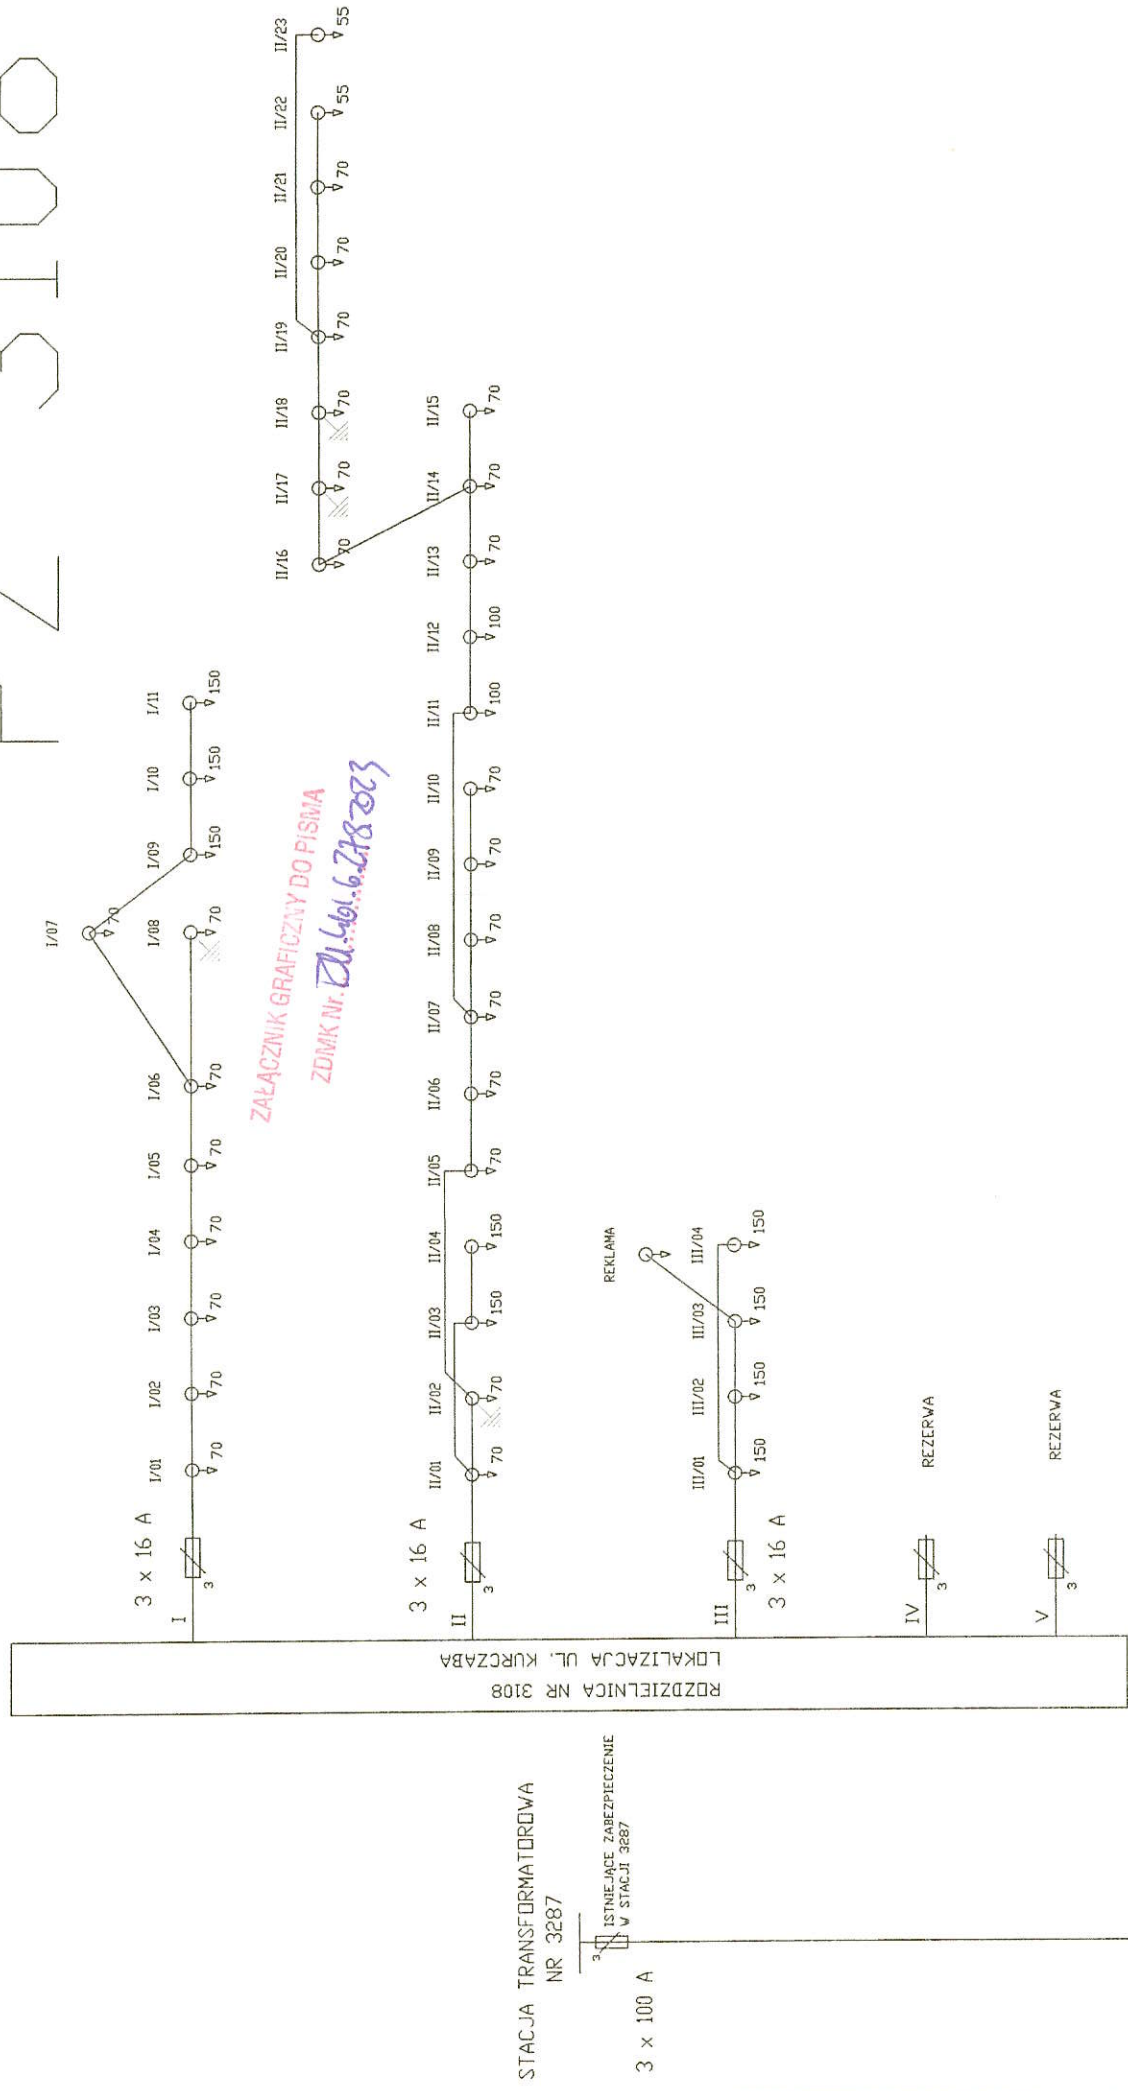 I/07
70
I/01
I/02
I/03
I/04
I/05
I/06
I/08
I/09
I/10
I/11
3 x 16 A
I
3
70
70
70
70
70
70
70
150
150
150
ZAŁĄCZNIK GRAFICZNY DO PISMA
ZDMK Nr.
II/16
II/17
II/18
II/19
II/20
II/21
II/22
II/23
70
70
70
70
70
70
55
55
II/01
II/02
II/03
II/04
II/05
II/06
II/07
II/08
II/09
II/10
II/11
II/12
II/13
II/14
II/15
3 x 16 A
II
3
70
70
150
150
70
70
70
70
70
70
100
100
70
70
70
REKLAMA
III/01
III/02
III/03
III/04
III
3
3 x 16 A
150
150
150
150
IV
3
REZERWA
V
3
REZERWA
ROZDZIELNICA NR 3108
LOKALIZACJA UL. KURCZABA
STACJA TRANSFORMATOROWA
NR 3287
3
ISTNIEJĄCE ZABEZPIECZENIE
W STACJI 3287
3 x 100 A